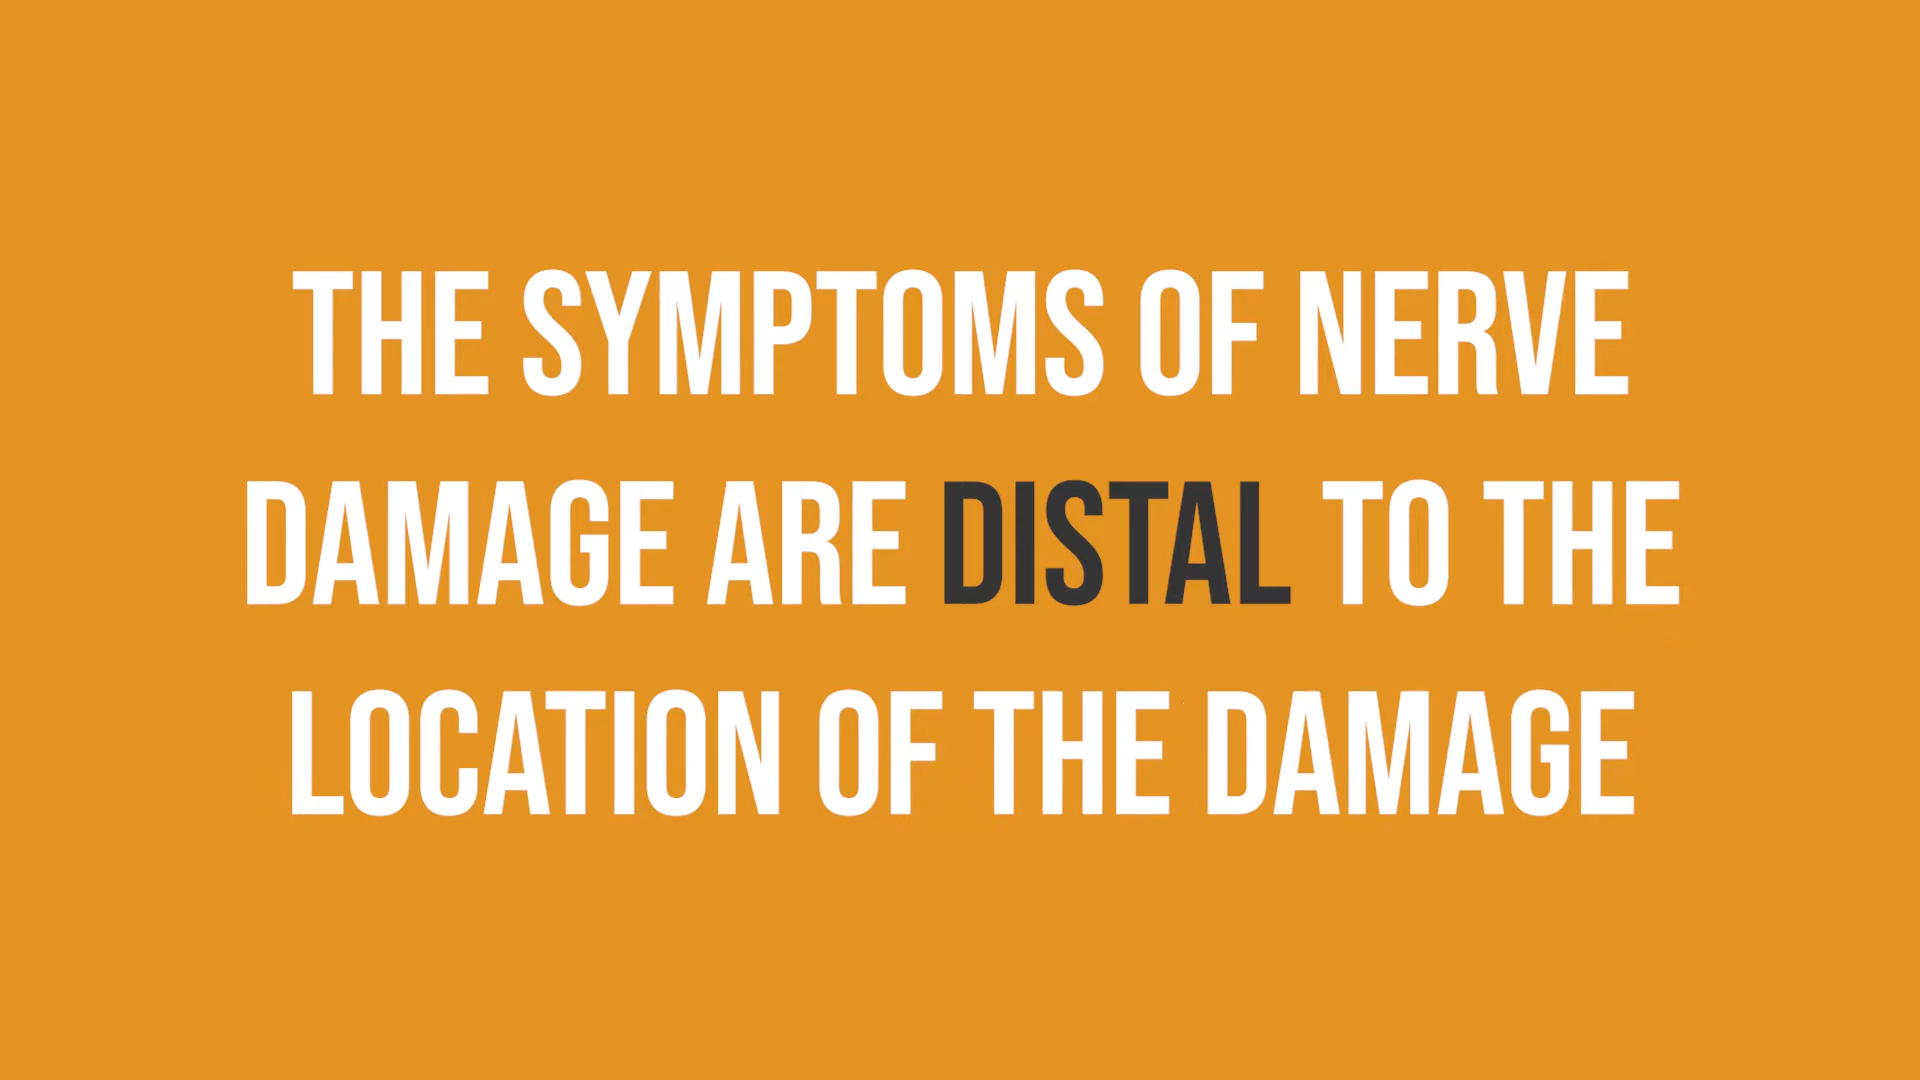 THE SYMPTOMS OF NERVE
DAMAGE ARE DISTAL TO THE
LOCATION OF THE DAMAGE